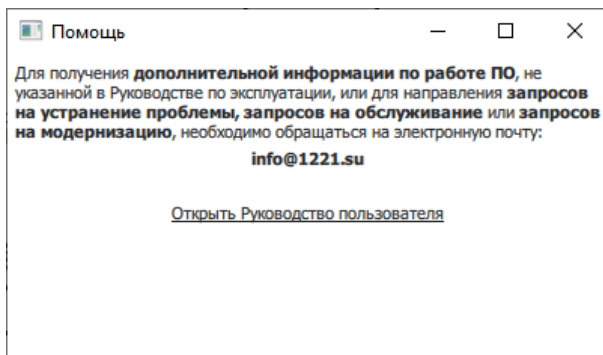 Помощь
Для получения дополнительной информации по работе ПО, не
указанной в Руководстве по эксплуатации, или для направления запросов
на устранение проблемы, запросов на обслуживание или запросов
на модернизацию, необходимо обращаться на электронную почту:
info@1221.su
Открыть Руководство пользователя